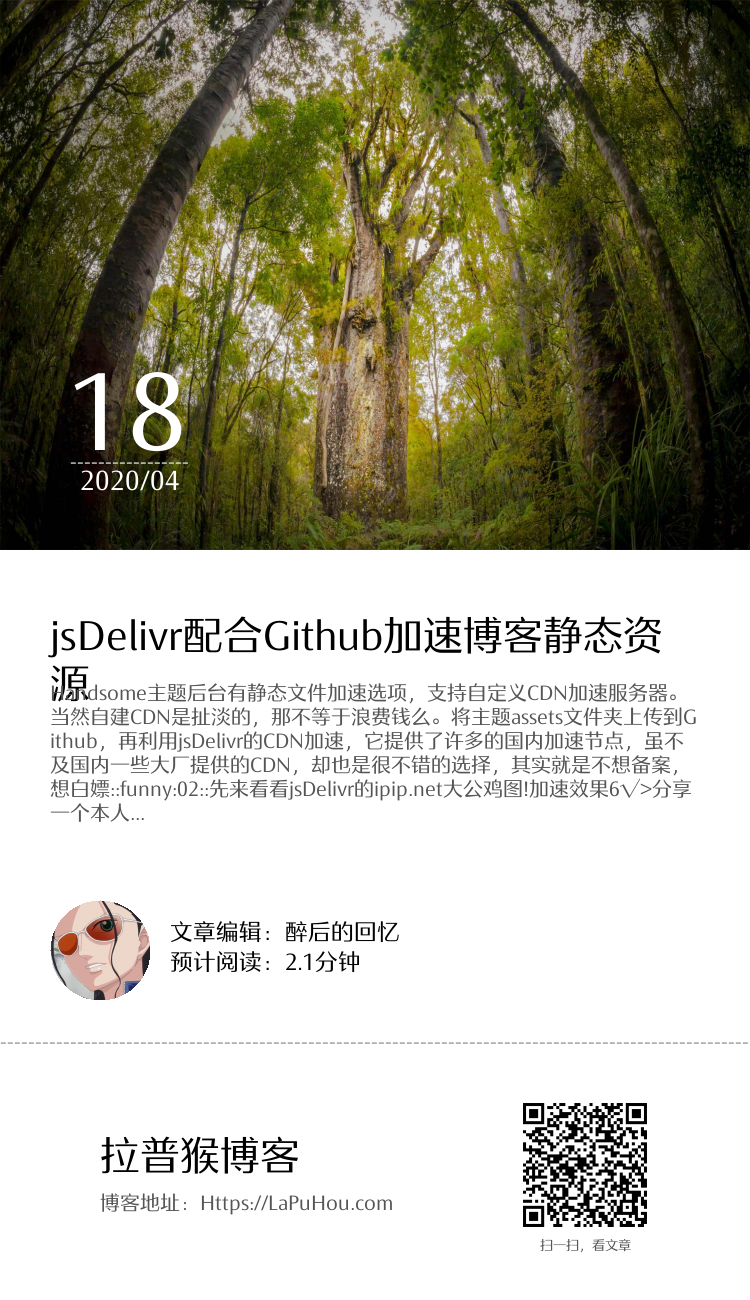 18
2020/04
jsDelivr配合Github加速博客静态资
源
Handsome主题后台有静态文件加速选项，支持自定义CDN加速服务器。
当然自建CDN是扯淡的，那不等于浪费钱么。将主题assets文件夹上传到G
ithub，再利用jsDelivr的CDN加速，它提供了许多的国内加速节点，虽不
及国内一些大厂提供的CDN，却也是很不错的选择，其实就是不想备案，
想白嫖::funny:02::先来看看jsDelivr的ipip.net大公鸡图!加速效果6√>分享
一个本人...
文章编辑：醉后的回忆
预计阅读：2.1分钟
拉普猴博客
博客地址：Https://LaPuHou.com
扫一扫，看文章